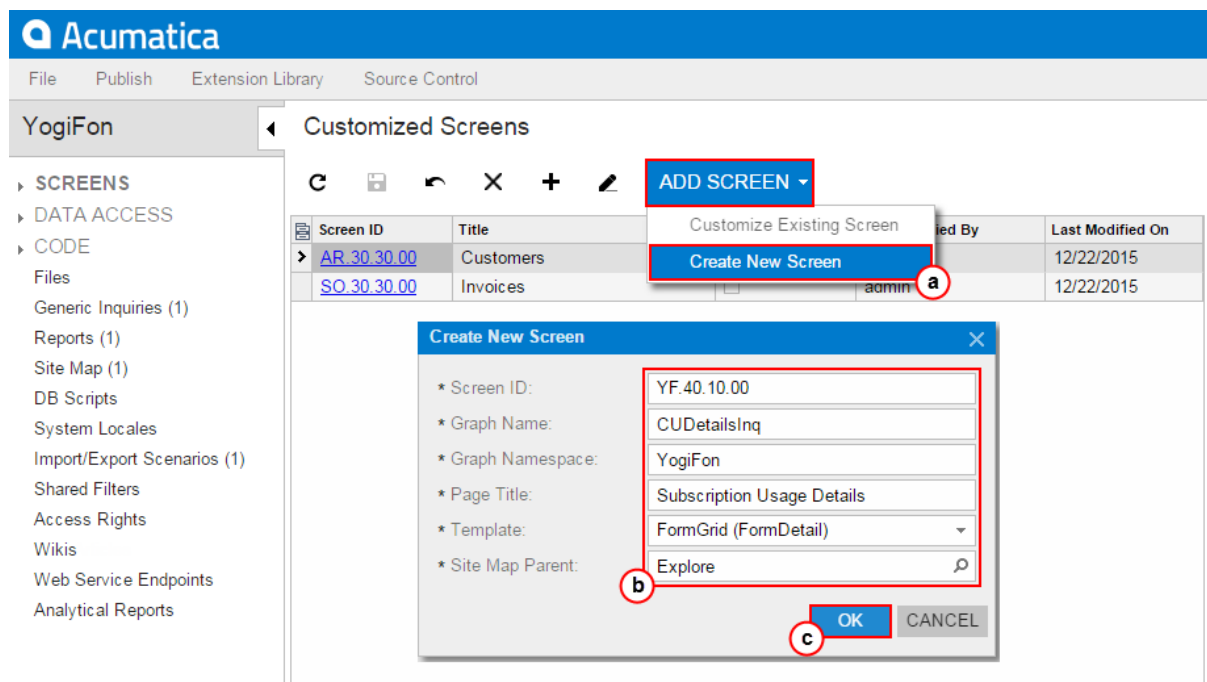 Acumatica
File Publish Extension Library Source Control
YogiFon
Customized Screens
SCREENS
DATA ACCESS
CODE
Files
Generic Inquiries (1)
Reports (1)
Site Map (1)
DB Scripts
System Locales
Import/Export Scenarios (1)
Shared Filters
Access Rights
Wikis
Web Service Endpoints
Analytical Reports
ADD SCREEN
Customize Existing Screen
Create New Screen
a
Screen ID Title ied By Last Modified On
AR.30.30.00 Customers 12/22/2015
SO.30.30.00 Invoices admin 12/22/2015
Create New Screen
* Screen ID: YF.40.10.00
* Graph Name: CUDetailsInq
* Graph Namespace: YogiFon
* Page Title: Subscription Usage Details
* Template: FormGrid (FormDetail)
* Site Map Parent: Explore
b
OK CANCEL
c